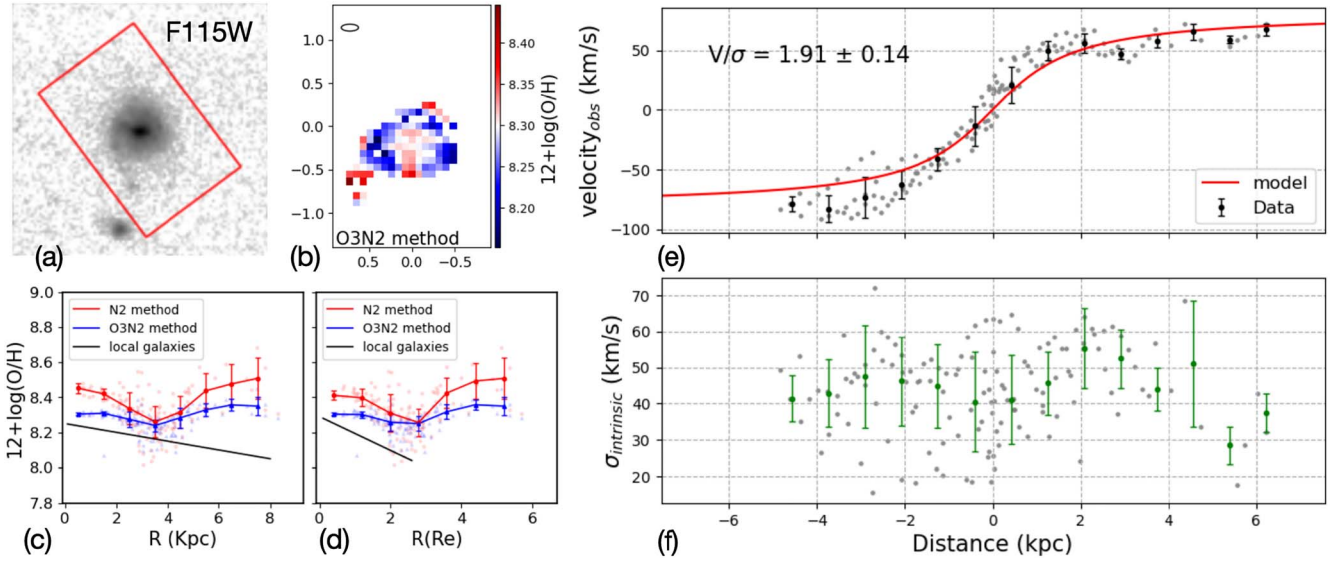 F115W
(a)
1.0
0.5
0.0
−0.5
−1.0
0.5
0.0
−0.5
O3N2 method
(b)
8.40
8.35
8.30
8.25
8.20
12+log(O/H)
9.0
8.8
8.6
8.4
8.2
8.0
7.8
12+log(O/H)
N2 method
O3N2 method
local galaxies
0
2
4
6
8
R (Kpc)
(c)
N2 method
O3N2 method
local galaxies
0
2
4
6
R(Re)
(d)
V/σ = 1.91 ± 0.14
50
0
−50
−100
velocityobs (km/s)
model
Data
(e)
70
60
50
40
30
20
σintrinsic (km/s)
−6
−4
−2
0
2
4
6
Distance (kpc)
(f)